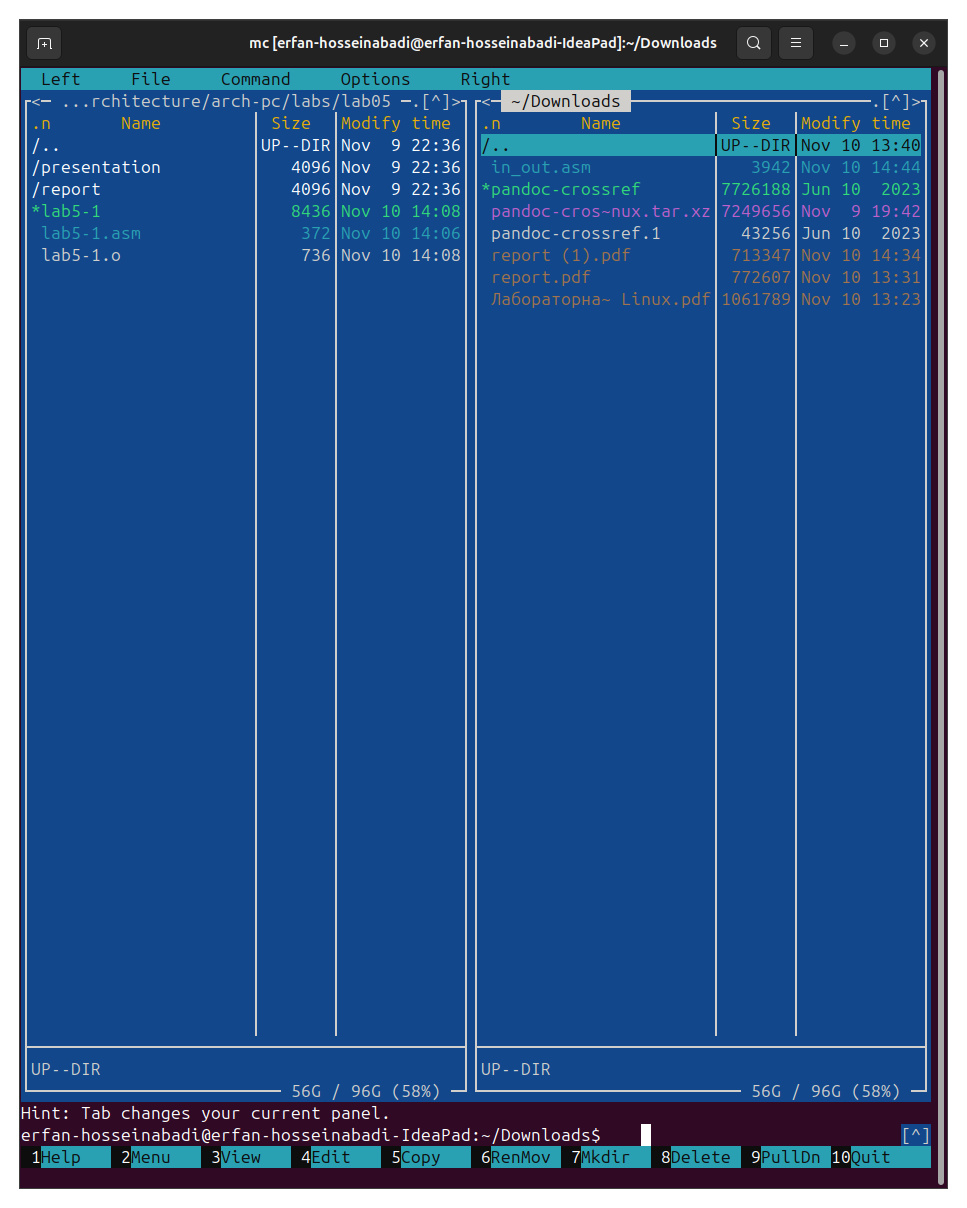 mc [erfan-hosseinabadi@erfan-hosseinabadi-IdeaPad]:~/Downloads
Left File Command Options Right
<─ ...rchitecture/arch-pc/labs/lab05 ─.[^]>
.n Name Size Modify time
/.. UP--DIR Nov 9 22:36
/presentation 4096 Nov 9 22:36
/report 4096 Nov 9 22:36
*lab5-1 8436 Nov 10 14:08
lab5-1.asm 372 Nov 10 14:06
lab5-1.o 736 Nov 10 14:08
UP--DIR
56G / 96G (58%)
<─ ~/Downloads .[^]>
.n Name Size Modify time
/.. UP--DIR Nov 10 13:40
in_out.asm 3942 Nov 10 14:44
*pandoc-crossref 7726188 Jun 10 2023
pandoc-cros~nux.tar.xz 7249656 Nov 9 19:42
pandoc-crossref.1 43256 Jun 10 2023
report (1).pdf 713347 Nov 10 14:34
report.pdf 772607 Nov 10 13:31
Лабораторна~ Linux.pdf 1061789 Nov 10 13:23
UP--DIR
56G / 96G (58%)
Hint: Tab changes your current panel.
erfan-hosseinabadi@erfan-hosseinabadi-IdeaPad:~/Downloads$ [^]
1Help 2Menu 3View 4Edit 5Copy 6RenMov 7Mkdir 8Delete 9PullDn 10Quit